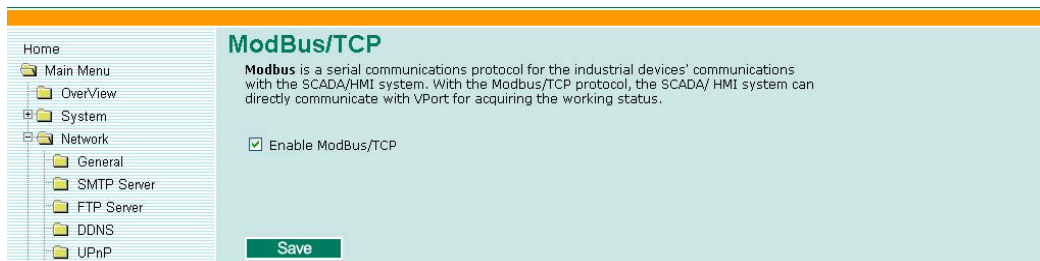 Home
Main Menu
OverView
System
Network
General
SMTP Server
FTP Server
DDNS
UPnP
ModBus/TCP
Modbus is a serial communications protocol for the industrial devices' communications
with the SCADA/HMI system. With the Modbus/TCP protocol, the SCADA/ HMI system can
directly communicate with VPort for acquiring the working status.
Enable ModBus/TCP
Save